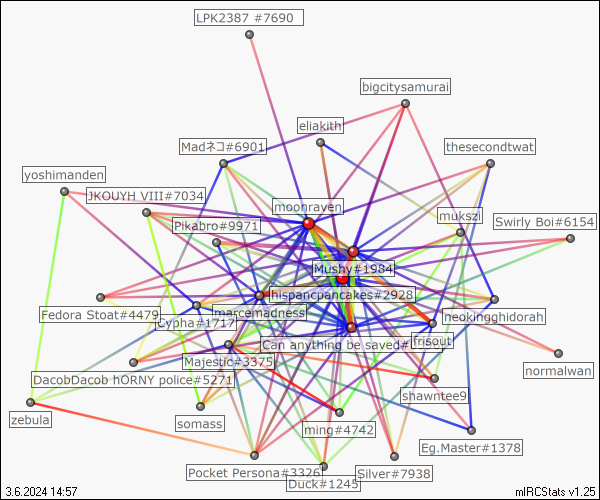 LPK2387 #7690
bigcitysamurai
eliakith
Madネコ#6901
thesecondtwat
yoshimanden
JKOUYH VIII#7034
moonraven
mukszi
Pikabro#9971
Swirly Boi#6154
Mushy#1984
hispancpancakes#2928
Fedora Stoat#4479
marcemadness
neokingghidorah
Cypha#1717
Can anything be saved#
frisout
Majestic#3375
normalwan
DacobDacob hORNY police#5271
shawntee9
zebula
somass
ming#4742
Eg.Master#1378
Pocket Persona#3326
Silver#7938
Duck#1245
3.6.2024 14:57
mIRCStats v1.25